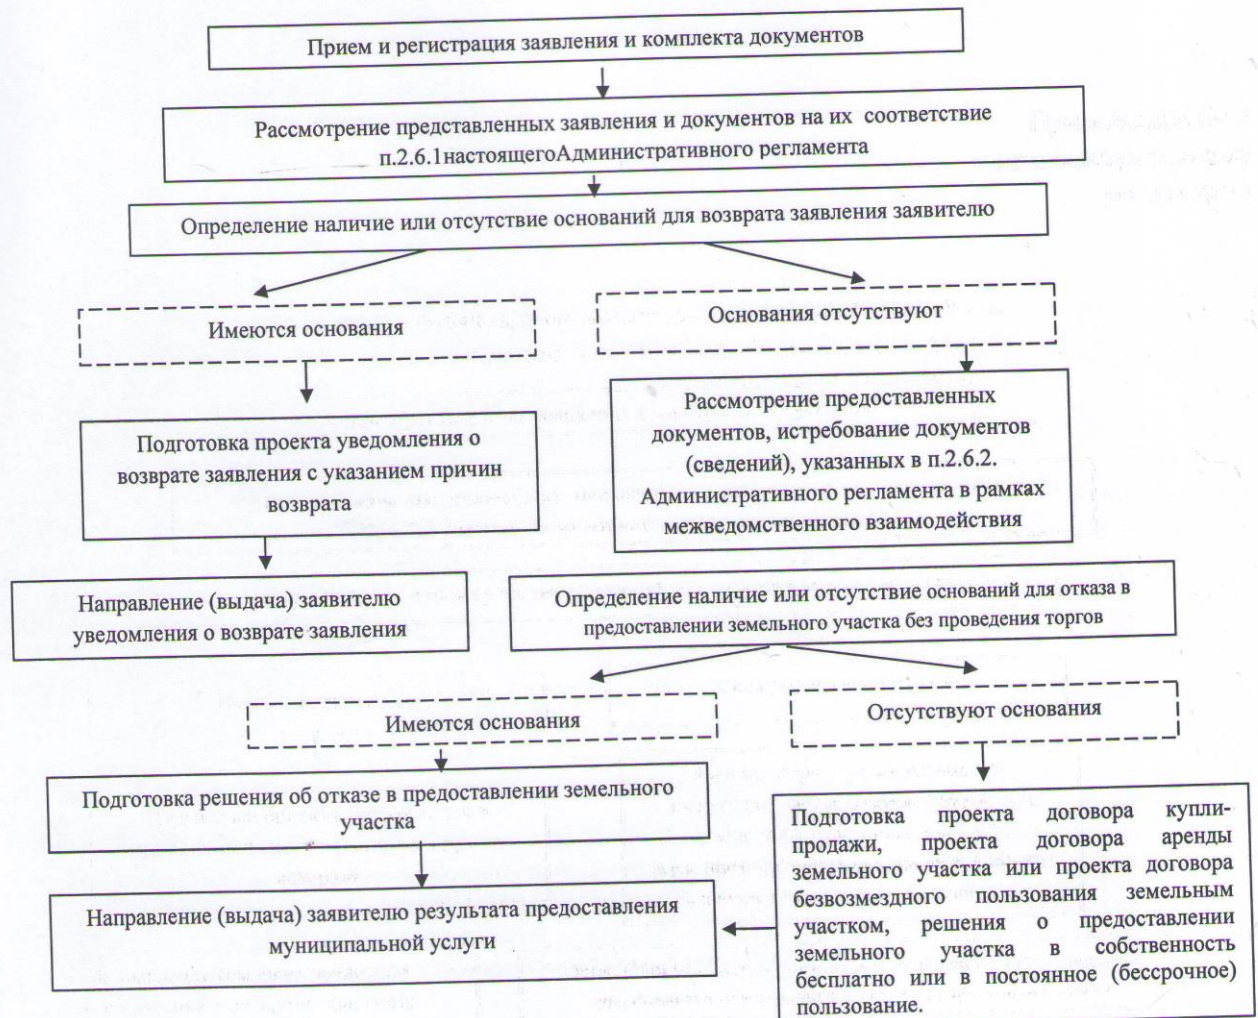 Прием и регистрация заявления и комплекта документов
Рассмотрение представленных заявления и документов на их соответствие
п.2.6.1настоящегоАдминистративного регламента
Определение наличие или отсутствие оснований для возврата заявления заявителю
Имеются основания
Основания отсутствуют
Подготовка проекта уведомления о
возврате заявления с указанием причин
возврата
Рассмотрение предоставленных
документов, истребование документов
(сведений), указанных в п.2.6.2.
Административного регламента в рамках
межведомственного взаимодействия
Направление (выдача) заявителю
уведомления о возврате заявления
Определение наличие или отсутствие оснований для отказа в
предоставлении земельного участка без проведения торгов
Имеются основания
Отсутствуют основания
Подготовка решения об отказе в предоставлении земельного
участка
Подготовка проекта договора купли-
продажи, проекта договора аренды
земельного участка или проекта договора
безвозмездного пользования земельным
участком, решения о предоставлении
земельного участка в собственность
бесплатно или в постоянное (бессрочное)
пользование.
Направление (выдача) заявителю результата предоставления
муниципальной услуги